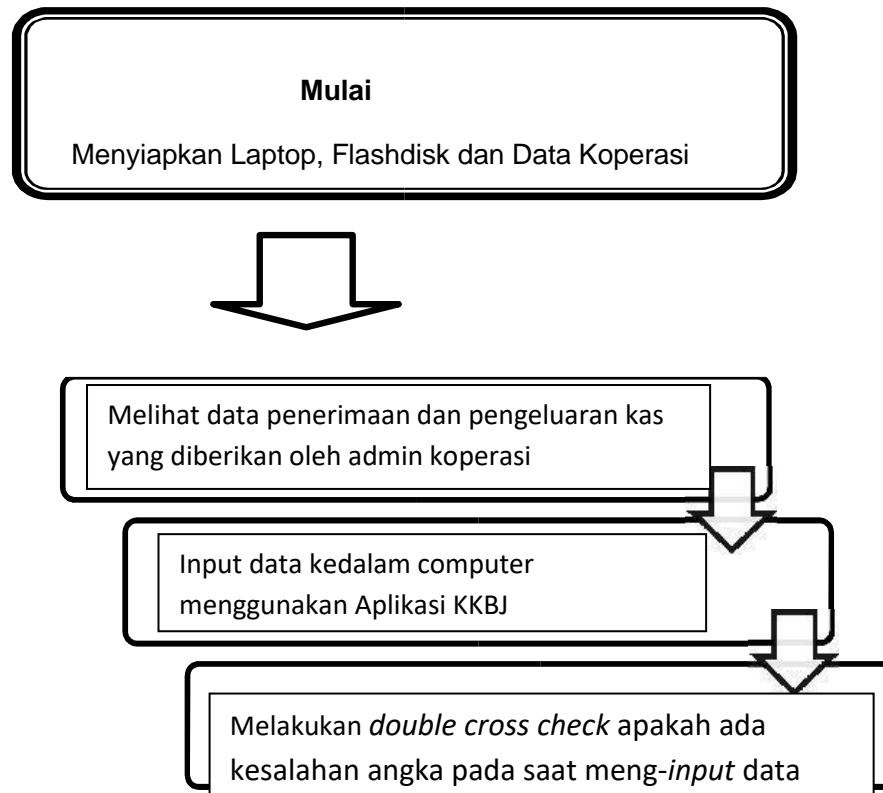 Mulai
Menyiapkan Laptop, Flashdisk dan Data Koperasi
Melihat data penerimaan dan pengeluaran kas
yang diberikan oleh admin koperasi
Input data kedalam computer
menggunakan Aplikasi KKBJ
Melakukan double cross check apakah ada
kesalahan angka pada saat meng-input data